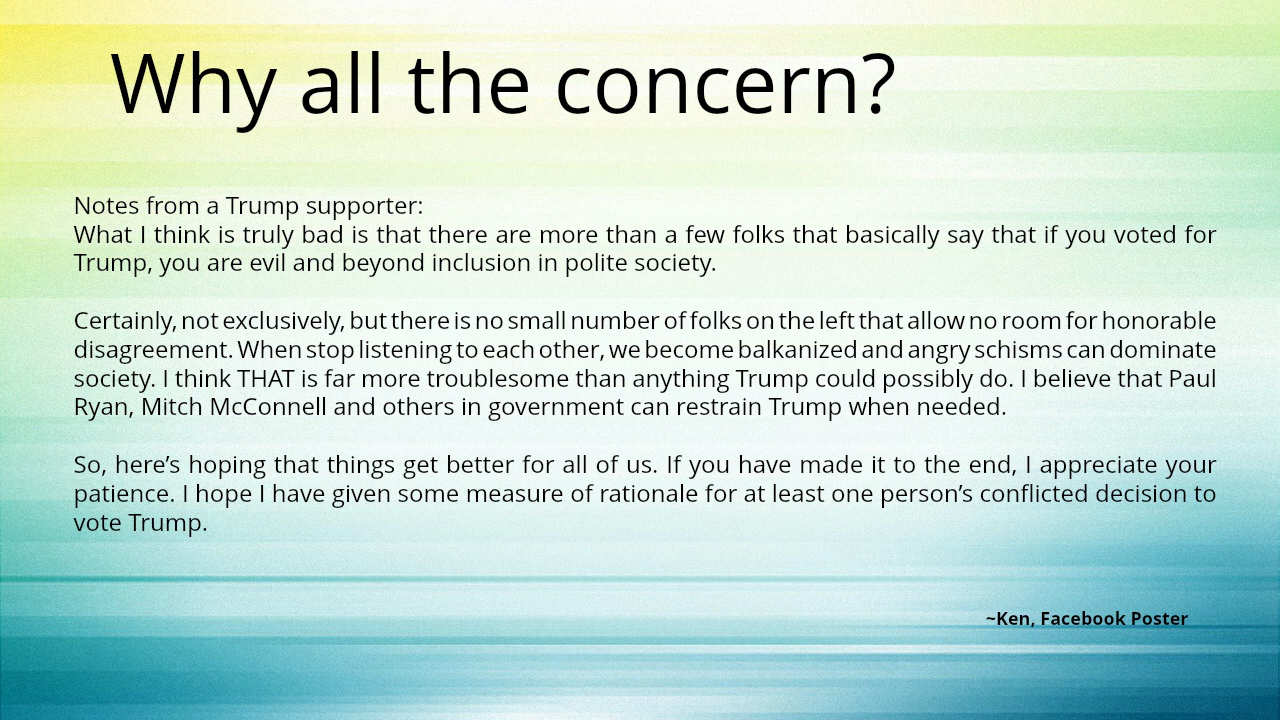 Why all the concern?
Notes from a Trump supporter:
What I think is truly bad is that there are more than a few folks that basically say that if you voted for
Trump, you are evil and beyond inclusion in polite society.
Certainly, not exclusively, but there is no small number of folks on the left that allow no room for honorable
disagreement. When stop listening to each other, we become balkanized and angry schisms can dominate
society. I think THAT is far more troublesome than anything Trump could possibly do. I believe that Paul
Ryan, Mitch McConnell and others in government can restrain Trump when needed.
So, here’s hoping that things get better for all of us. If you have made it to the end, I appreciate your
patience. I hope I have given some measure of rationale for at least one person’s conflicted decision to
vote Trump.
~Ken, Facebook Poster